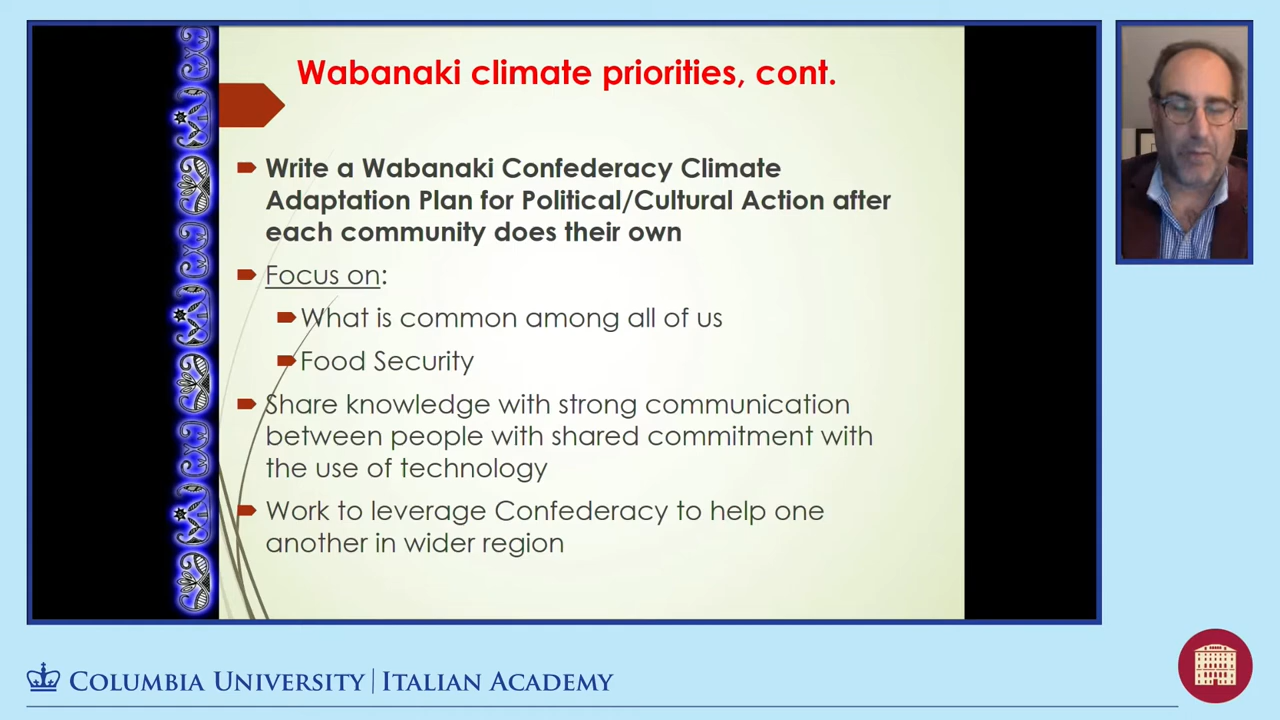 Wabanaki climate priorities, cont.
Write a Wabanaki Confederacy Climate
Adaptation Plan for Political/Cultural Action after
each community does their own
Focus on:
What is common among all of us
Food Security
Share knowledge with strong communication
between people with shared commitment with
the use of technology
Work to leverage Confederacy to help one
another in wider region
COLUMBIA UNIVERSITY | ITALIAN ACADEMY